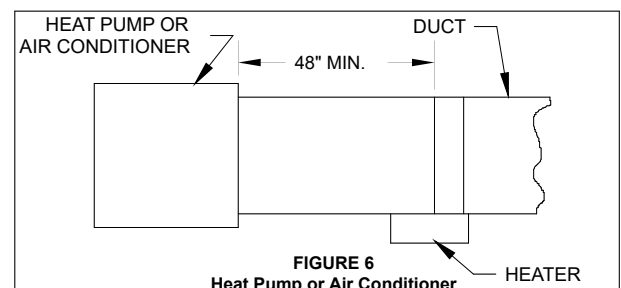 HEAT PUMP OR
AIR CONDITIONER
DUCT
48" MIN.
FIGURE 6
HEATER
Heat Pump or Air Conditioner